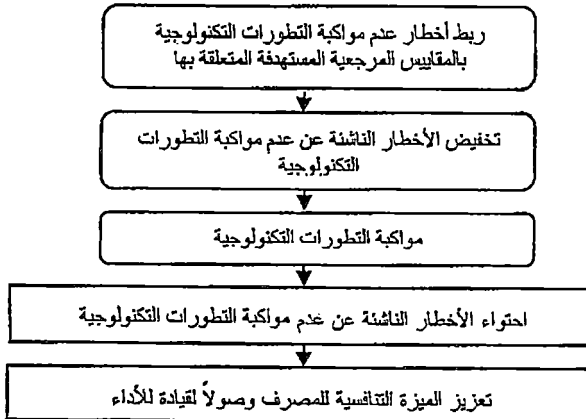 ربط أخطار عدم مواكبة التطورات التكنولوجية
بالمقاييس المرجعية المستهدفة المتعلقة بها
تخفيض الأخطار الناشئة عن عدم مواكبة التطورات
التكنولوجية
مواكبة التطورات التكنولوجية
احتواء الأخطار الناشئة عن عدم مواكبة التطورات التكنولوجية
تعزيز الميزة التنافسية للمصرف وصولاً لقيادة للأداء